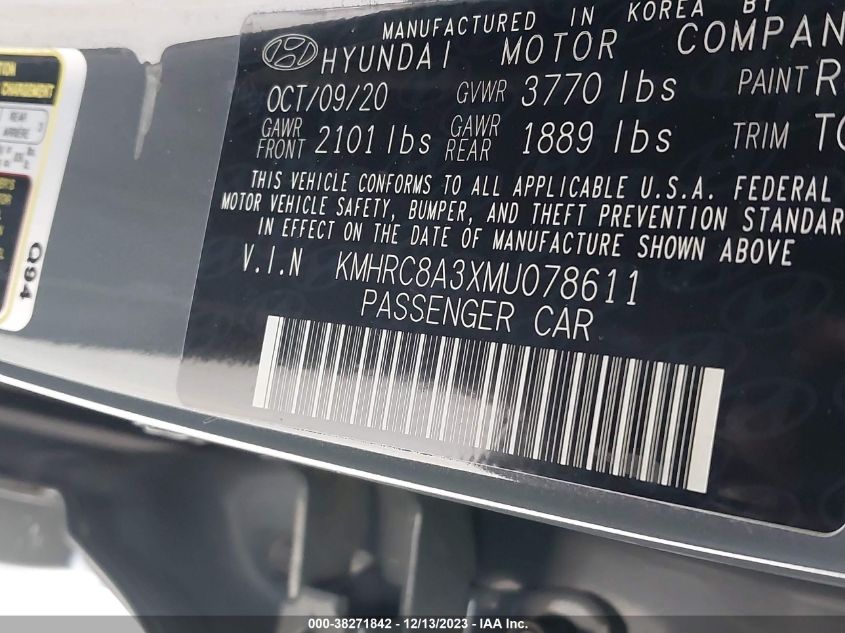 MANUFACTURED IN KOREA BY
HYUNDAI MOTOR COMPAN
OCT/09/20 GVWR 3770 lbs PAINT R
GAWR FRONT 2101 lbs GAWR REAR 1889 lbs TRIM
THIS VEHICLE CONFORMS TO ALL APPLICABLE U.S.A. FEDERAL
MOTOR VEHICLE SAFETY, BUMPER, AND THEFT PREVENTION STANDAR
IN EFFECT ON THE DATE OF MANUFACTURE SHOWN ABOVE
V.I.N KMHRC8A3XMU078611
PASSENGER CAR
CHARGEMENT
REAR
ARRIÈRE
Q94
000-38271842 - 12/13/2023 - IAA Inc.